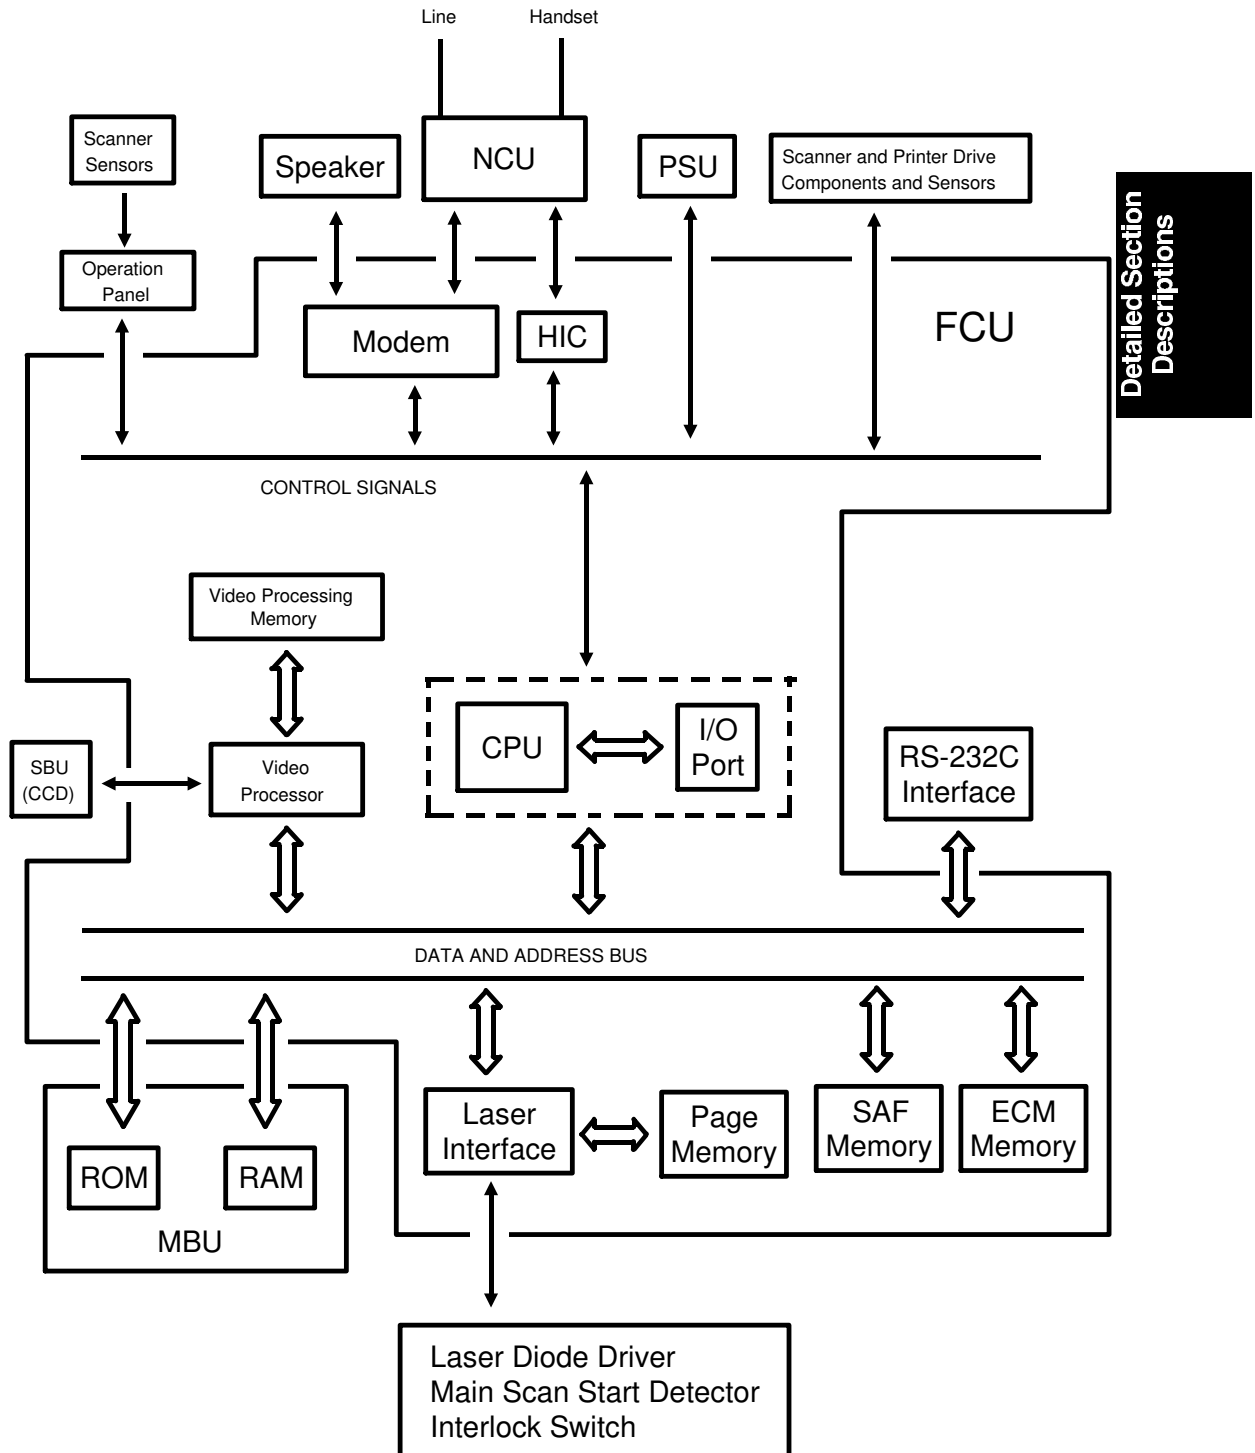 Line
Handset
Scanner
Sensors
Speaker
NCU
PSU
Scanner and Printer Drive
Components and Sensors
Detailed Section
Descriptions
Operation
Panel
Modem
HIC
FCU
CONTROL SIGNALS
Video Processing
Memory
CPU
I/O
Port
SBU
(CCD)
Video
Processor
RS-232C
Interface
DATA AND ADDRESS BUS
Laser
Interface
Page
Memory
SAF
Memory
ECM
Memory
ROM
RAM
MBU
Laser Diode Driver
Main Scan Start Detector
Interlock Switch